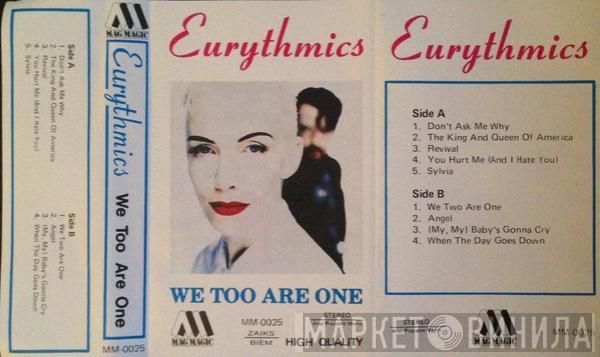 MAG MAGIC
Eurythmics We Too Are One
MM-0025
Side A
1. Don't Ask Me Why
2. The King And Queen Of America
3. Revival
4. You Hurt Me (And I Hate You)
5. Sylvia
Side B
1. We Two Are One
2. Angel
3. (My, My) Baby's Gonna Cry
4. When The Day Goes Down
Eurythmics
WE TOO ARE ONE
MAG MAGIC
MM-0025
ZAIKS
BIEM
STEREO
HIGH QUALITY
Eurythmics
Side A
1. Don't Ask Me Why
2. The King And Queen Of America
3. Revival
4. You Hurt Me (And I Hate You)
5. Sylvia
Side B
1. We Two Are One
2. Angel
3. (My, My) Baby's Gonna Cry
4. When The Day Goes Down
STEREO
MAG MAGIC
MM-0025
МАРКЕТ ВИНИЛА